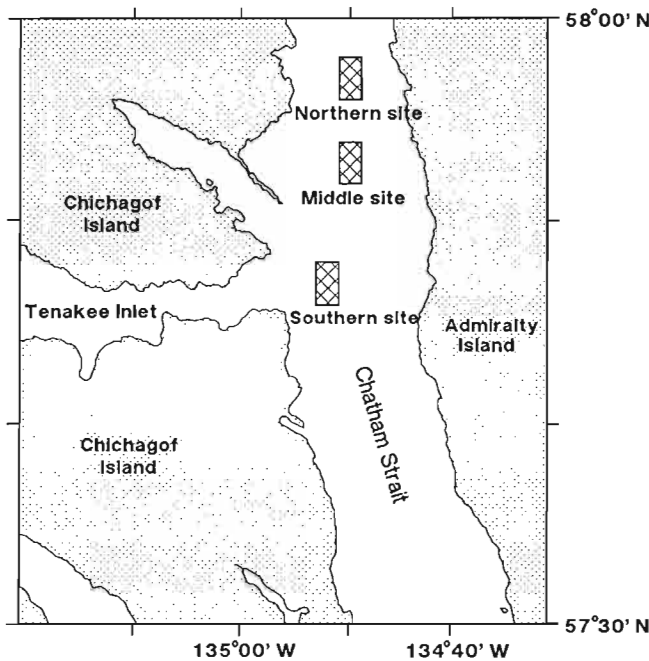 58°00' N
Northern site
Middle site
Chichagof
Island
Tenakee Inlet
Southern site
Admiralty
Island
Chatham Strait
Chichagof
Island
57°30' N
135°00' W
134°40' W